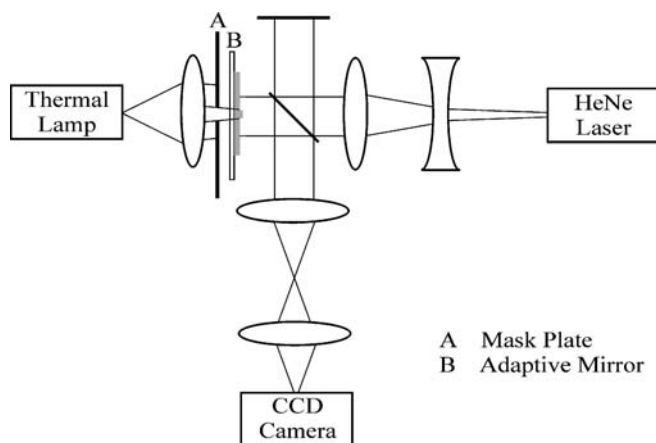 A
B
Thermal
Lamp
HeNe
Laser
A Mask Plate
B Adaptive Mirror
CCD
Camera